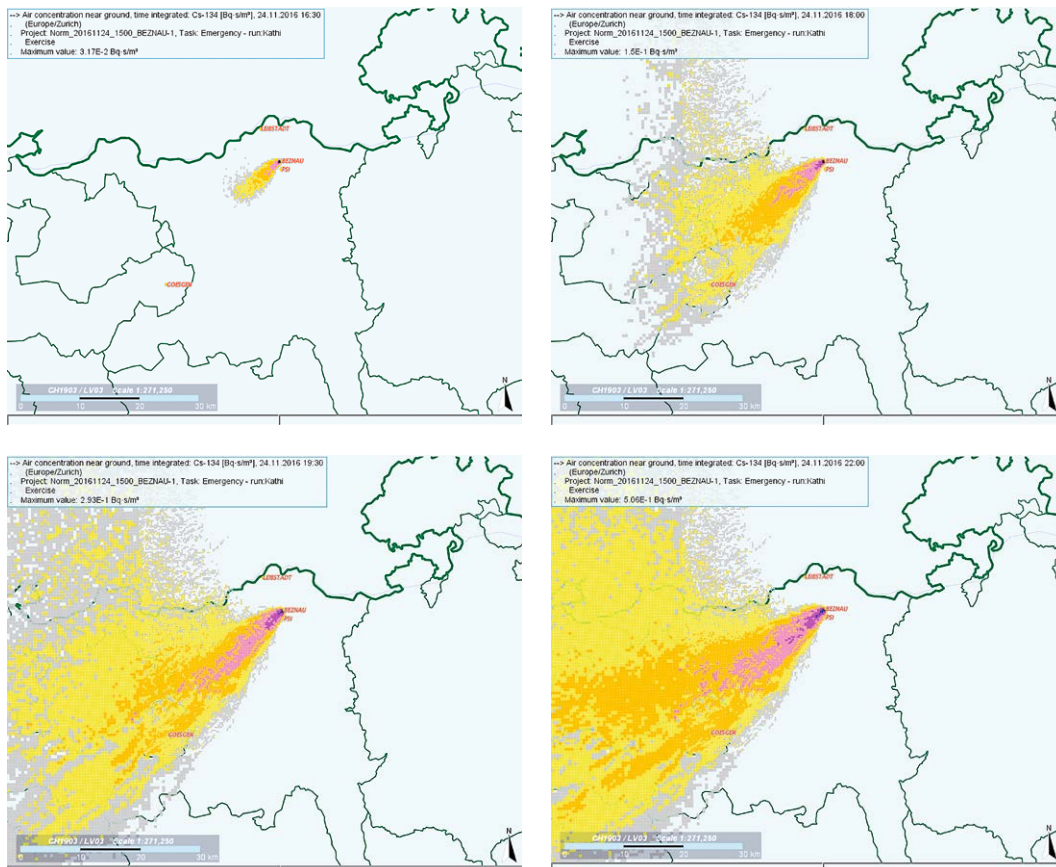 --> Air concentration near ground, time integrated: Cs-134 [Bq·s/m³], 24.11.2016 16:30
(Europe/Zurich)
Project: Norm_20161124_1500_BEZNAU-1, Task: Emergency - run:Kathi
Exercise
Maximum value: 3.17E-2 Bq·s/m³
LEIBSTADT
BEZNAU
PSI
GOESGEN
CH1903 / LV03 Scale 1:271,250
0 10 20 30 km
N
--> Air concentration near ground, time integrated: Cs-134 [Bq·s/m³], 24.11.2016 18:00
(Europe/Zurich)
Project: Norm_20161124_1500_BEZNAU-1, Task: Emergency - run:Kathi
Exercise
Maximum value: 1.5E-1 Bq·s/m³
LEIBSTADT
BEZNAU
PSI
GOESGEN
CH1903 / LV03 Scale 1:271,250
0 10 20 30 km
N
--> Air concentration near ground, time integrated: Cs-134 [Bq·s/m³], 24.11.2016 19:30
(Europe/Zurich)
Project: Norm_20161124_1500_BEZNAU-1, Task: Emergency - run:Kathi
Exercise
Maximum value: 2.93E-1 Bq·s/m³
LEIBSTADT
BEZNAU
PSI
GOESGEN
CH1903 / LV03 Scale 1:271,250
0 10 20 30 km
N
--> Air concentration near ground, time integrated: Cs-134 [Bq·s/m³], 24.11.2016 22:00
(Europe/Zurich)
Project: Norm_20161124_1500_BEZNAU-1, Task: Emergency - run:Kathi
Exercise
Maximum value: 5.06E-1 Bq·s/m³
LEIBSTADT
BEZNAU
PSI
GOESGEN
CH1903 / LV03 Scale 1:271,250
0 10 20 30 km
N